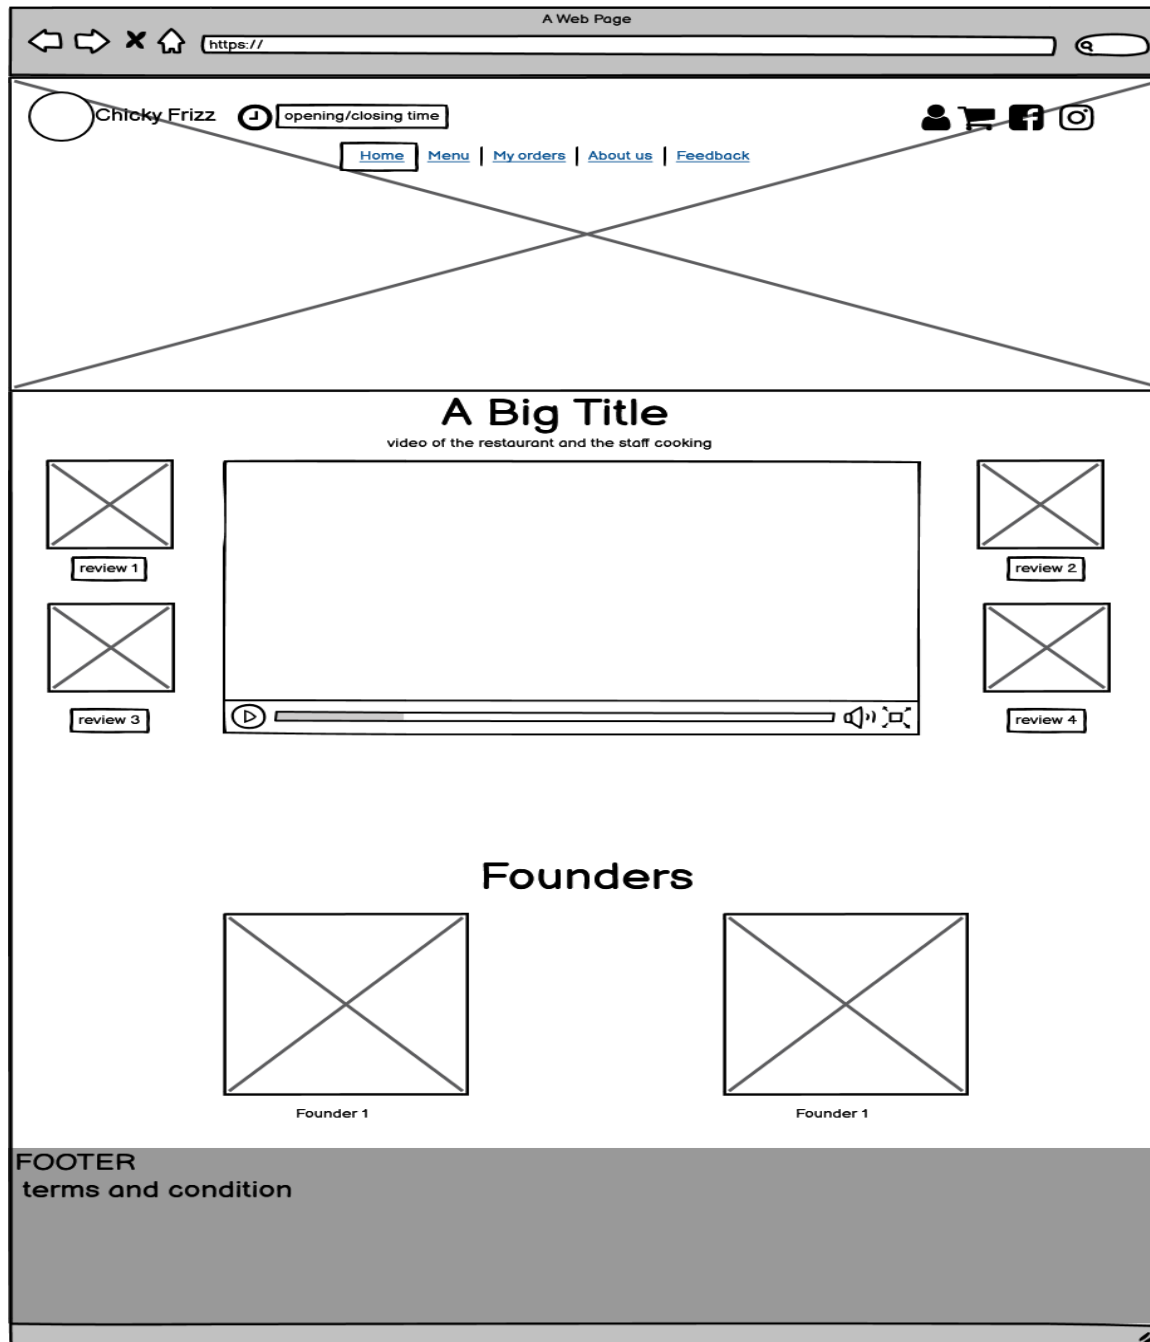 A Web Page
https://
Chicky Frizz
opening/closing time
Home Menu My orders About us Feedback
A Big Title
video of the restaurant and the staff cooking
review 1
review 2
review 3
review 4
Founders
Founder 1
Founder 1
FOOTER
terms and condition